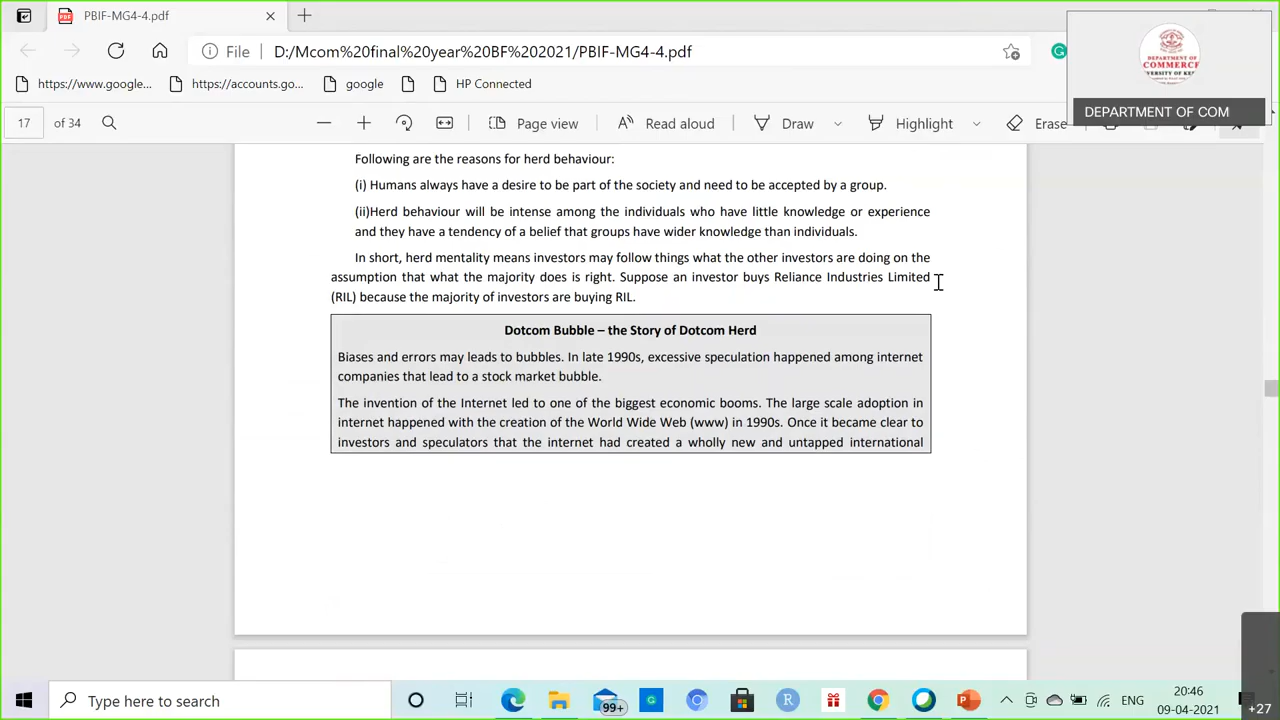 PBIF-MG4-4.pdf
File D:/Mcom%20final%20year%20BF%202021/PBIF-MG4-4.pdf
https://www.google... https://accounts.go... google Connected
DEPARTMENT OF
COMMERCE
DEPARTMENT OF COM
17 of 34 Page view Read aloud Draw Highlight Erase
Following are the reasons for herd behaviour:
(i) Humans always have a desire to be part of the society and need to be accepted by a group.
(ii)Herd behaviour will be intense among the individuals who have little knowledge or experience
and they have a tendency of a belief that groups have wider knowledge than individuals.
In short, herd mentality means investors may follow things what the other investors are doing on the
assumption that what the majority does is right. Suppose an investor buys Reliance Industries Limited
(RIL) because the majority of investors are buying RIL.
Dotcom Bubble – the Story of Dotcom Herd
Biases and errors may leads to bubbles. In late 1990s, excessive speculation happened among internet
companies that lead to a stock market bubble.
The invention of the Internet led to one of the biggest economic booms. The large scale adoption in
internet happened with the creation of the World Wide Web (www) in 1990s. Once it became clear to
investors and speculators that the internet had created a wholly new and untapped international
Type here to search
99+
R
P
ENG
20:46
09-04-2021
+27